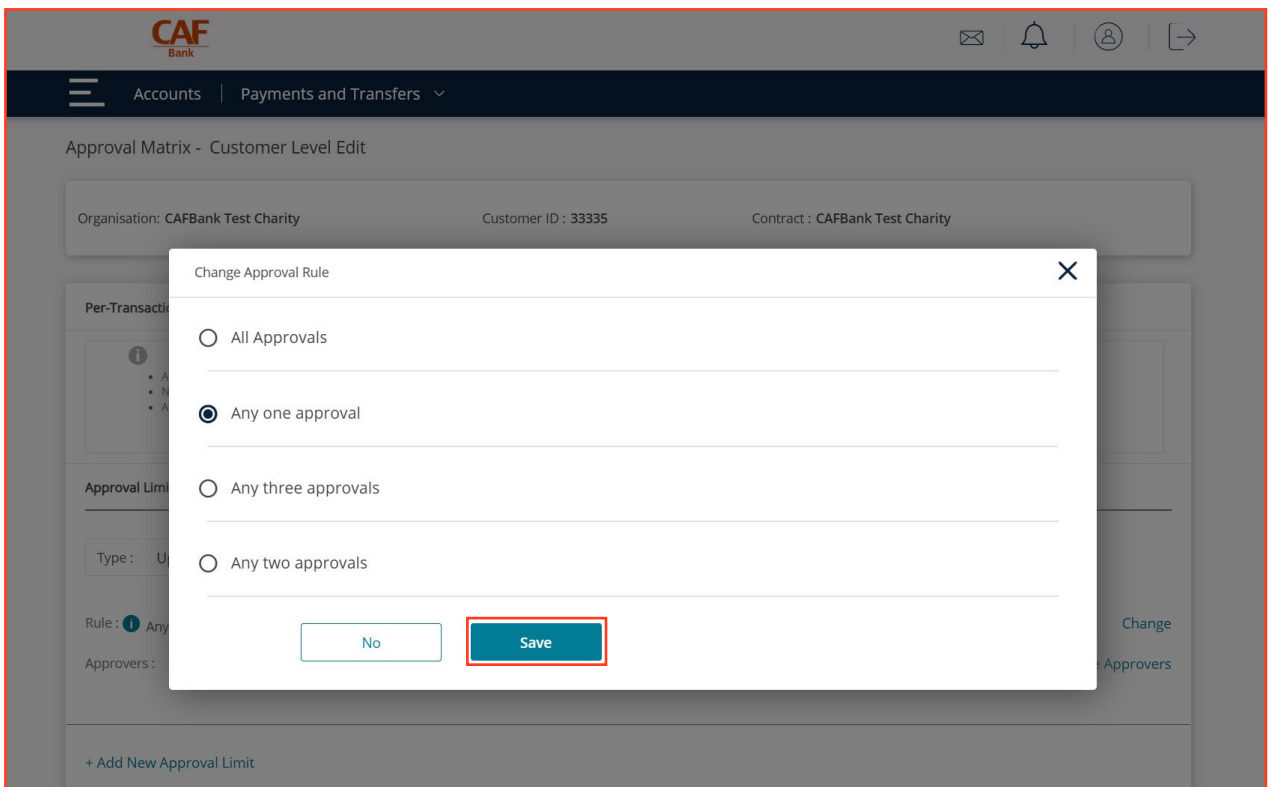 CAF
Bank
Accounts Payments and Transfers
Approval Matrix - Customer Level Edit
Organisation: CAFBank Test Charity Customer ID : 33335 Contract : CAFBank Test Charity
Change Approval Rule
Per-Transactio
All Approvals
• A
• N
• A
Any one approval
Approval Limi
Any three approvals
Type : U
Any two approvals
Rule : Any
Change
No Save
Approvers :
Approvers
+ Add New Approval Limit